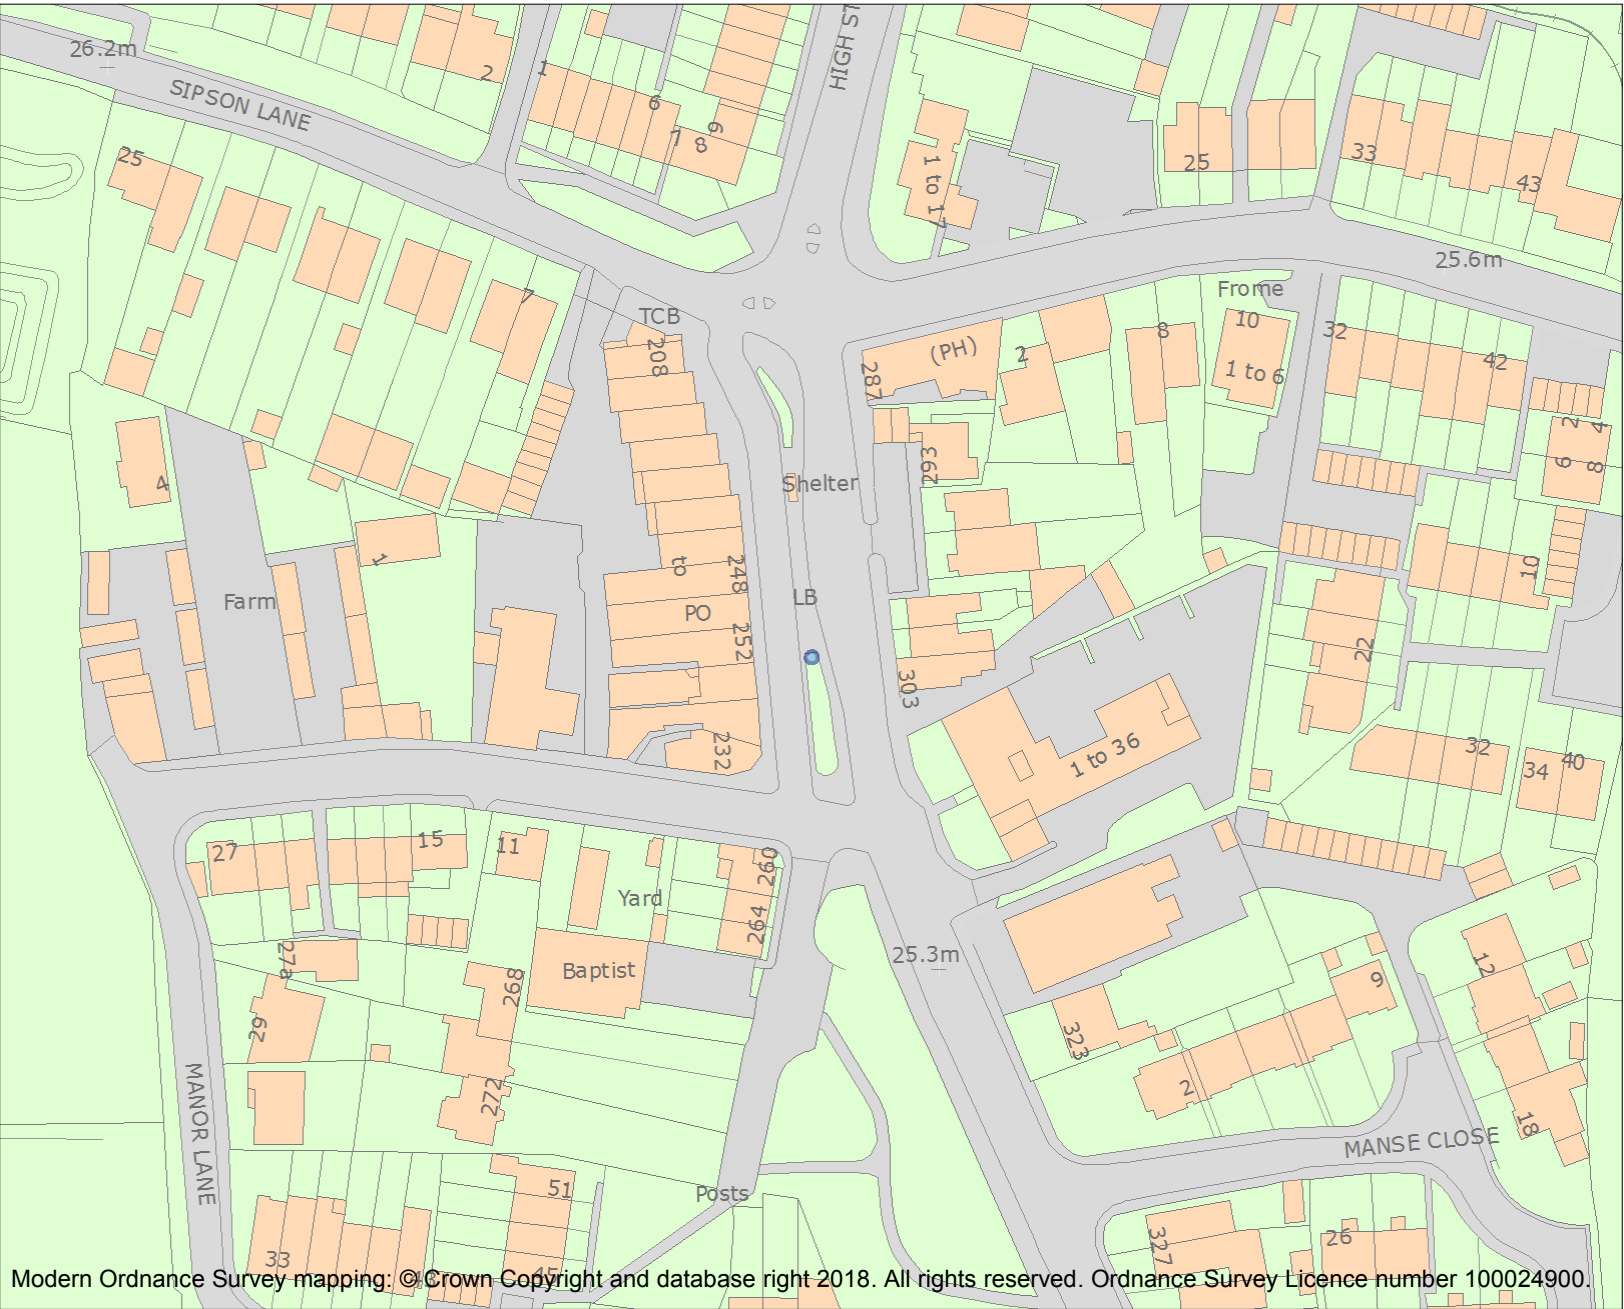 26.2m
SIPSON LANE
HIGH ST
2
1
6
7
8
9
25
1 to 17
25
33
43
25.6m
7
TCB
208
287
(PH)
2
8
Frome
10
1 to 6
32
42
2
4
6
8
4
Shelter
293
1
Farm
to
248
PO
252
LB
10
22
303
232
1 to 36
32
34
40
27
15
11
260
Yard
264
Baptist
25.3m
27a
268
29
272
323
2
9
12
18
MANOR LANE
MANSE CLOSE
Posts
51
33
43
45
327
26
Modern Ordnance Survey mapping: © Crown Copyright and database right 2018. All rights reserved. Ordnance Survey Licence number 100024900.